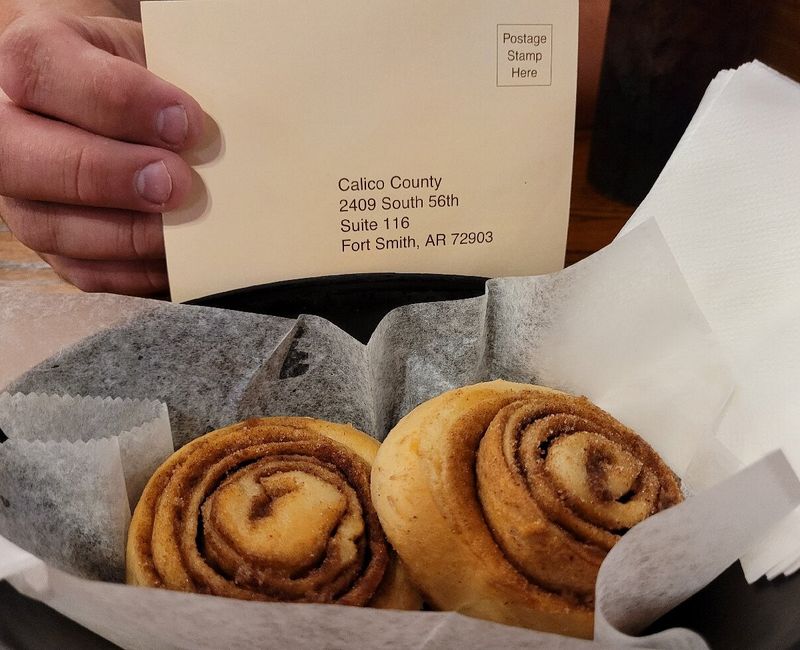 Postage
Stamp
Here
Calico County
2409 South 56th
Suite 116
Fort Smith, AR 72903